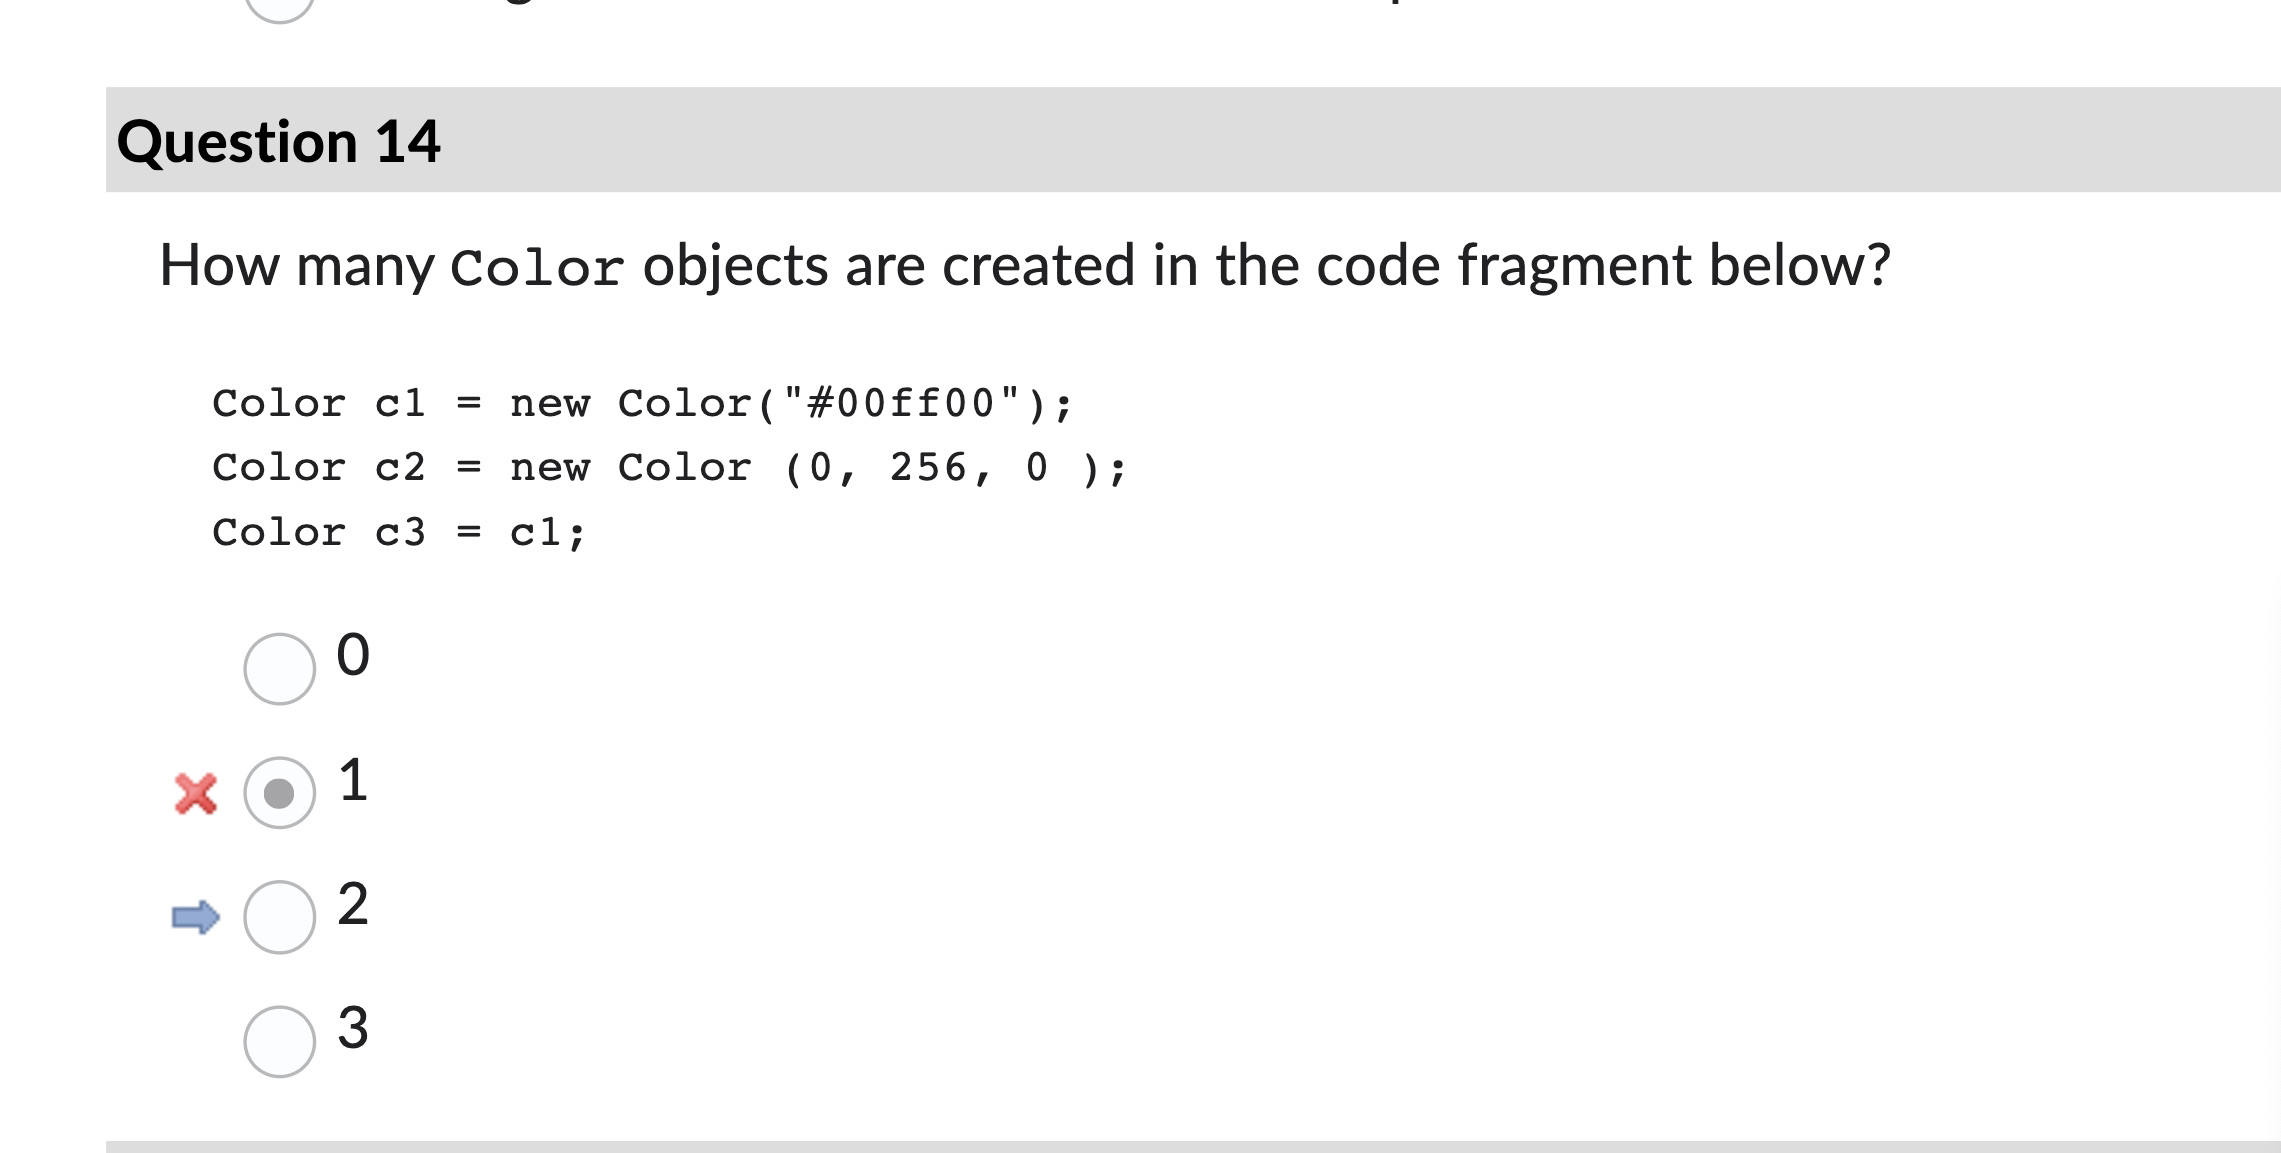 Question 14
How many Color objects are created in the code fragment below?
Color c1 = new Color("#00ff00");
Color c2 = new Color (0, 256, 0 );
Color c3 = c1;
0
1
2
3